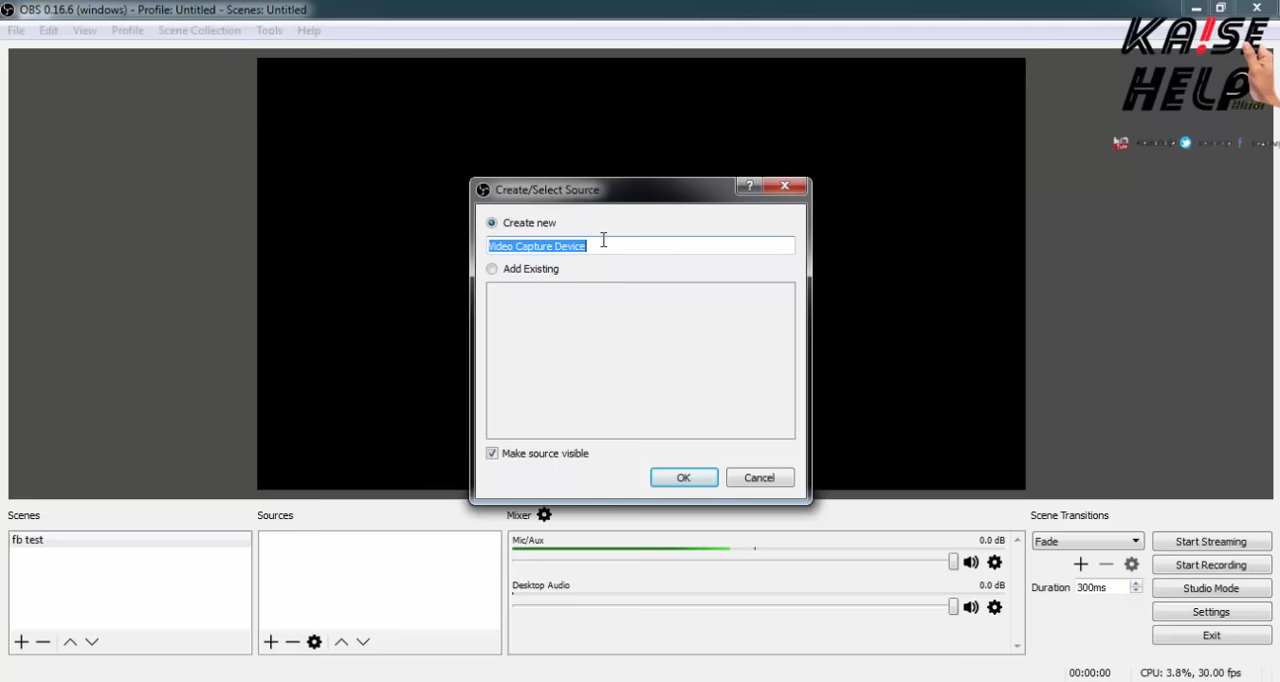 OBS 0.16.6 (windows) - Profile: Untitled - Scenes: Untitled
File Edit View Profile Scene Collection Tools Help
KA!SE
HELP
Hindi
Create/Select Source
Create new
Video Capture Device
Add Existing
Make source visible
OK Cancel
Scenes Sources Mixer Scene Transitions
fb test
Mic/Aux 0.0 dB
Desktop Audio 0.0 dB
Fade
Duration 300ms
Start Streaming
Start Recording
Studio Mode
Settings
Exit
00:00:00 CPU: 3.8%, 30.00 fps